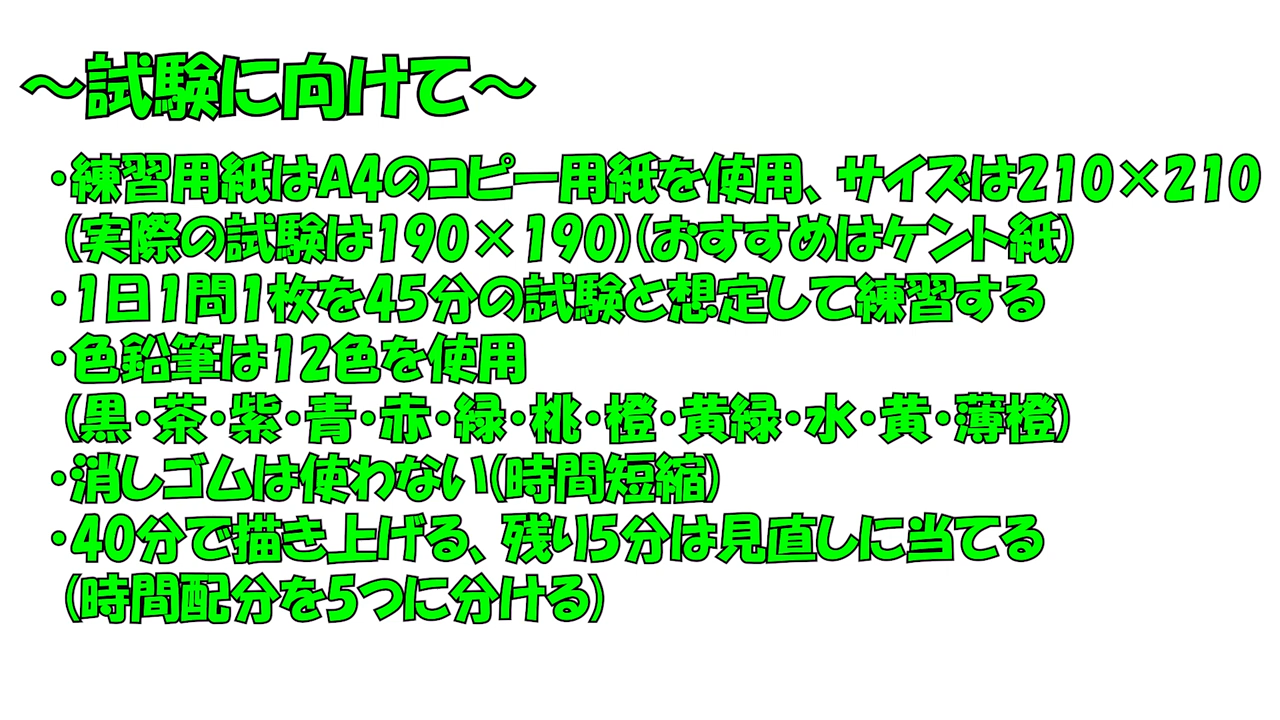 ～試験に向けて～
・練習用紙はA4のコピー用紙を使用、サイズは210×210
(実際の試験は190×190)(おすすめはケント紙)
・1日1問1枚を45分の試験と想定して練習する
・色鉛筆は12色を使用
(黒・茶・紫・青・赤・緑・桃・橙・黄緑・水・黄・薄橙)
・消しゴムは使わない(時間短縮)
・40分で描き上げる、残り5分は見直しに当てる
(時間配分を5つに分ける)